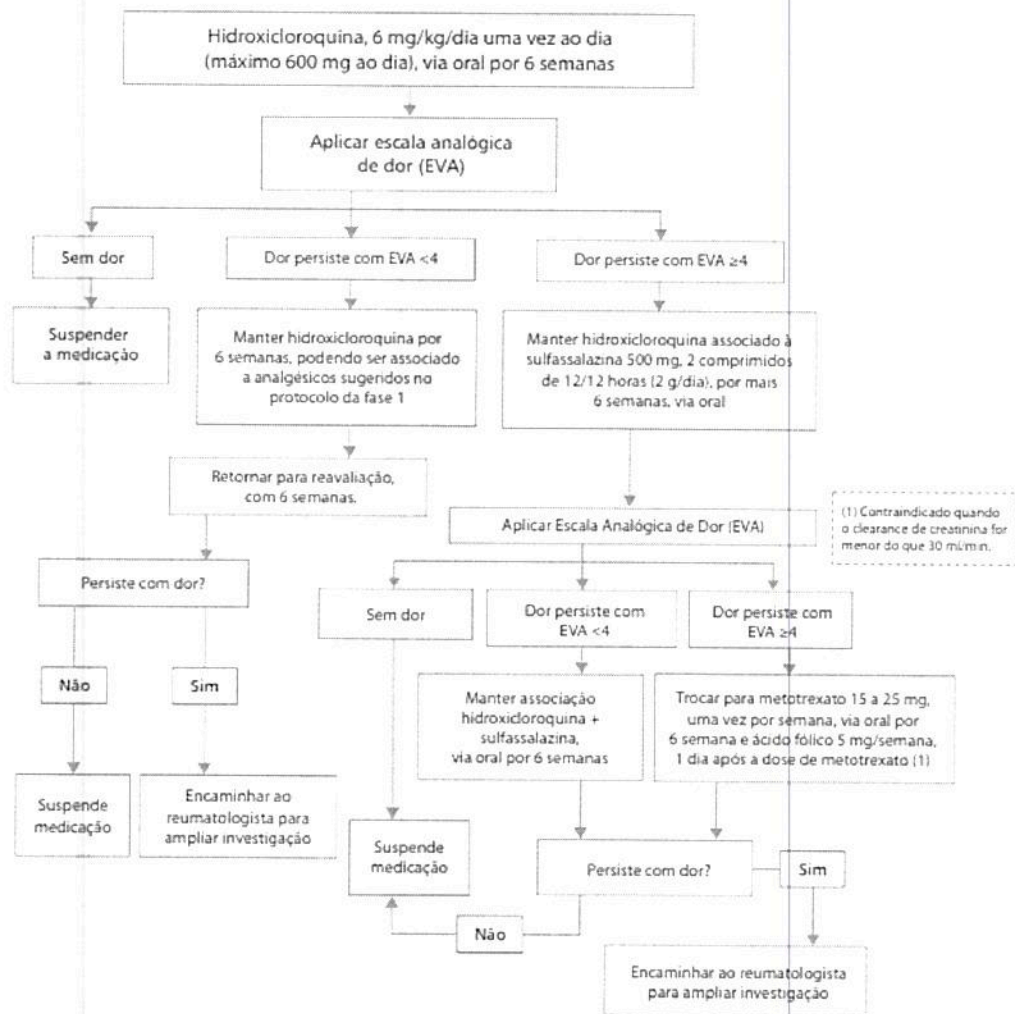 Hidroxicloroquina, 6 mg/kg/dia uma vez ao dia
(máximo 600 mg ao dia), via oral por 6 semanas
Aplicar escala analógica
de dor (EVA)
Sem dor
Dor persiste com EVA <4
Dor persiste com EVA ≥4
Suspender
a medicação
Manter hidroxicloroquina por
6 semanas, podendo ser associado
a analgésicos sugeridos no
protocolo da fase 1
Manter hidroxicloroquina associado à
sulfassalazina 500 mg, 2 comprimidos
de 12/12 horas (2 g/dia), por mais
6 semanas, via oral
Retornar para reavaliação,
com 6 semanas.
Aplicar Escala Analógica de Dor (EVA)
(1) Contraindicado quando
o clearance de creatinina for
menor do que 30 ml/min.
Persiste com dor?
Sem dor
Dor persiste com
EVA <4
Dor persiste com
EVA ≥4
Não
Sim
Manter associação
hidroxicloroquina +
sulfassalazina,
via oral por 6 semanas
Trocar para metotrexato 15 a 25 mg,
uma vez por semana, via oral por
6 semana e ácido fólico 5 mg/semana,
1 dia após a dose de metotrexato (1)
Suspende
medicação
Encaminhar ao
reumatologista para
ampliar investigação
Suspende
medicação
Persiste com dor?
Sim
Não
Encaminhar ao reumatologista
para ampliar investigação